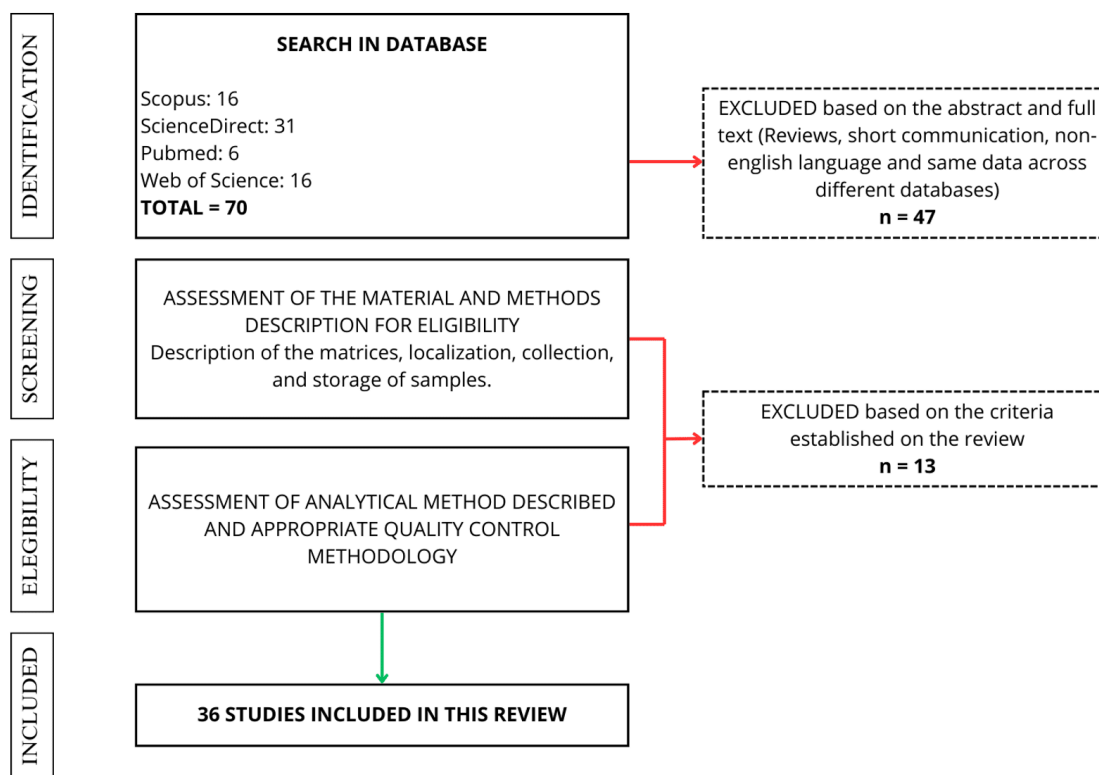 IDENTIFICATION
SEARCH IN DATABASE
Scopus: 16
ScienceDirect: 31
Pubmed: 6
Web of Science: 16
TOTAL = 70
EXCLUDED based on the abstract and full
text (Reviews, short communication, non-
english language and same data across
different databases)
n = 47
SCREENING
ASSESSMENT OF THE MATERIAL AND METHODS
DESCRIPTION FOR ELIGIBILITY
Description of the matrices, localization, collection,
and storage of samples.
EXCLUDED based on the criteria
established on the review
n = 13
ELEGIBILITY
ASSESSMENT OF ANALYTICAL METHOD DESCRIBED
AND APPROPRIATE QUALITY CONTROL
METHODOLOGY
INCLUDED
36 STUDIES INCLUDED IN THIS REVIEW